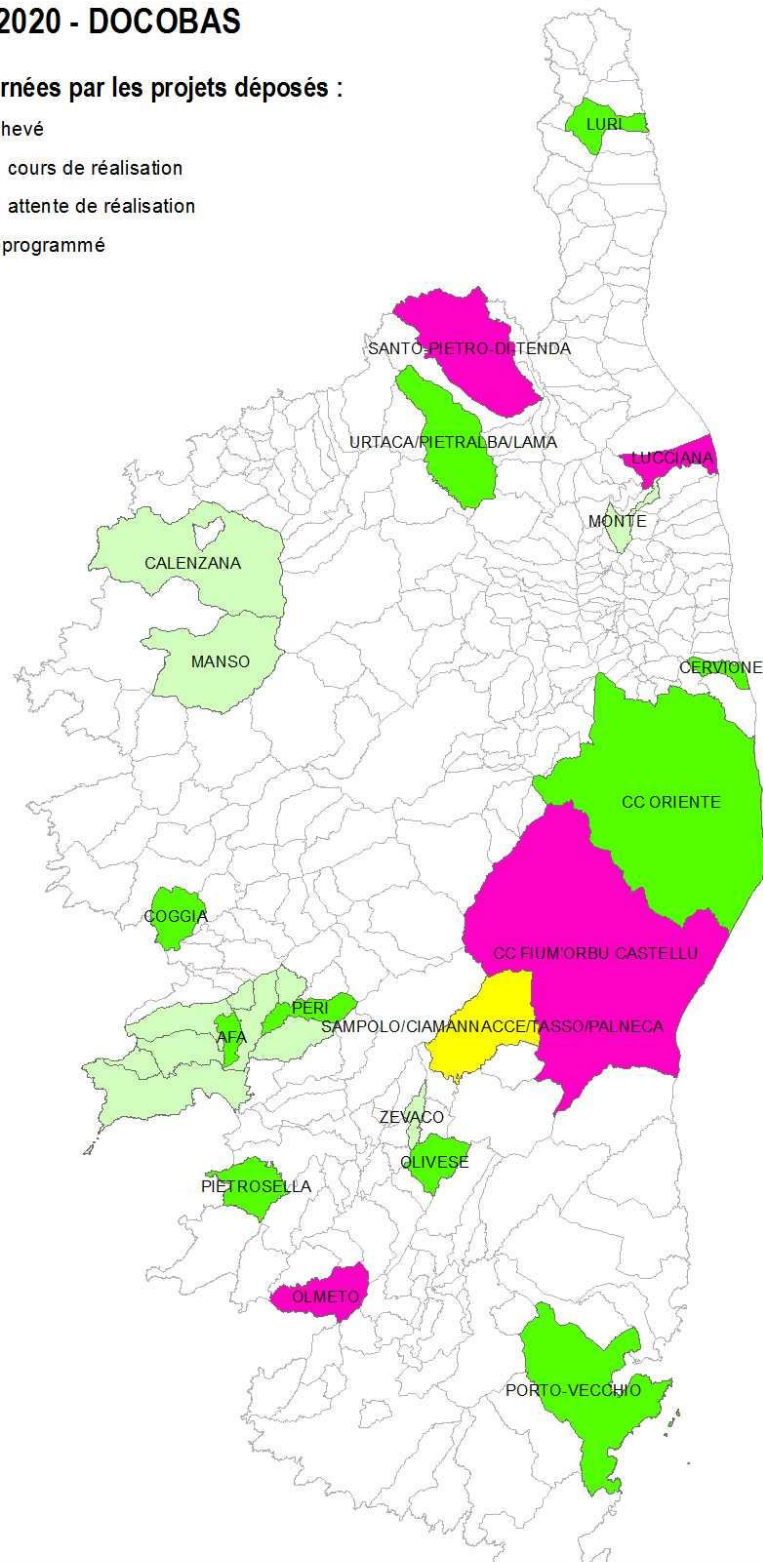 2020 - DOCOBAS
rnées par les projets déposés :
hevé
cours de réalisation
attente de réalisation
programmé
LURI
SANTO-PIETRO-DI-TENDA
URTACA/PIETRALBA/LAMA
LUCCIANA
MONTE
CALENZANA
MANSO
CERVIONE
CC ORIENTE
COGGIA
CC FIUM'ORBU CASTELLU
PERI
SAMPOLO/CIAMANNACCE/TASSO/PALNECA
AFA
ZEVACO
OLIVESE
PIETROSELLA
OLMETO
PORTO-VECCHIO